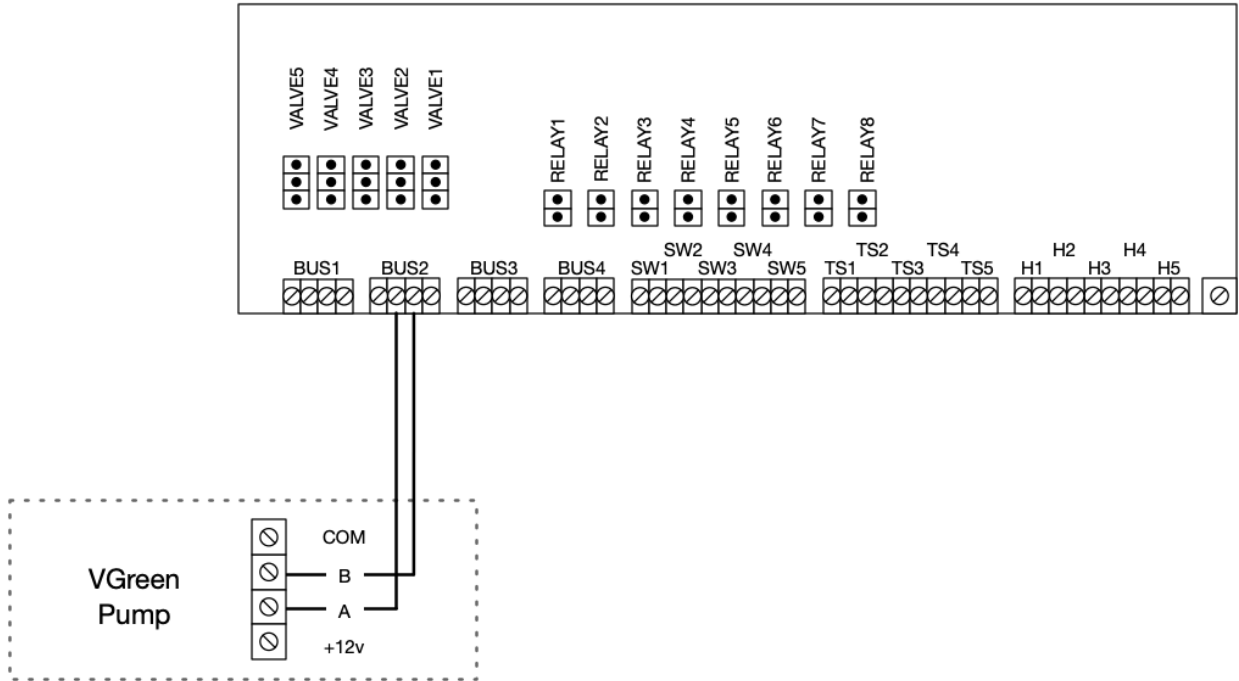 VALVE5
VALVE4
VALVE3
VALVE2
VALVE1
RELAY1
RELAY2
RELAY3
RELAY4
RELAY5
RELAY6
RELAY7
RELAY8
SW2 SW4 TS2 TS4 H2 H4
BUS1 BUS2 BUS3 BUS4 SW1 SW3 SW5 TS1 TS3 TS5 H1 H3 H5
VGreen
Pump
COM
B
A
+12v